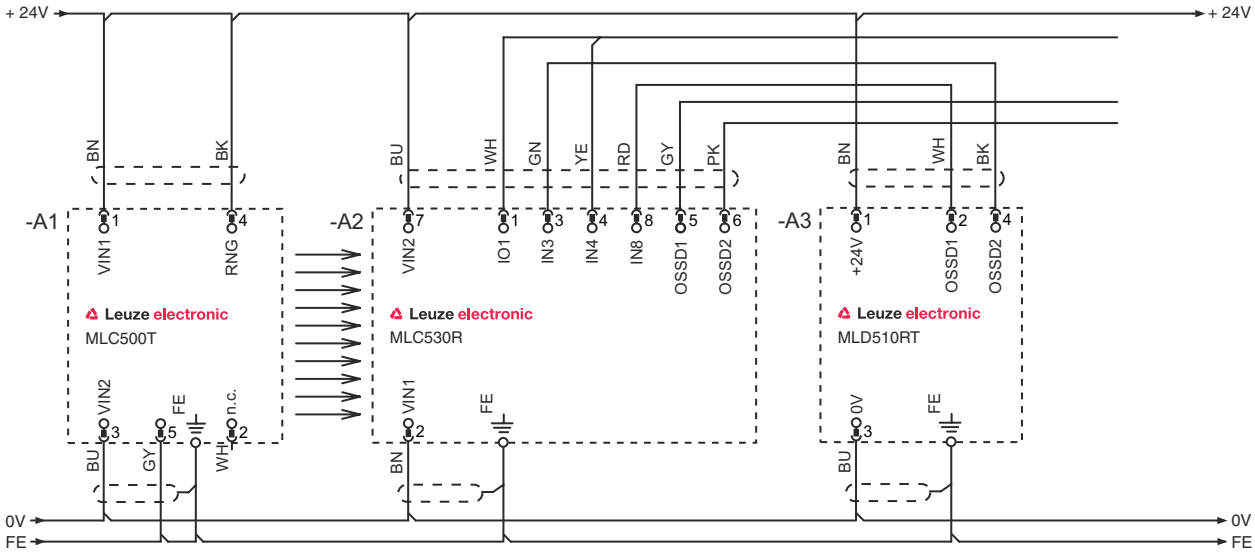 + 24V
+ 24V
BN
BK
BU
WH
GN
YE
RD
GY
PK
BN
WH
BK
-A1
1
4
-A2
7
1
3
4
8
5
6
-A3
1
2
4
VIN1
RNG
VIN2
IO1
IN3
IN4
IN8
OSSD1
OSSD2
+24V
OSSD1
OSSD2
Leuze electronic
MLC500T
Leuze electronic
MLC530R
Leuze electronic
MLD510RT
VIN2
FE
n.c.
VIN1
FE
0V
FE
3
5
2
2
3
BU
GY
WH
BN
BU
0V
0V
FE
FE